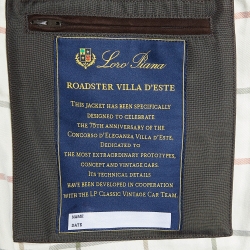 Loro Piana
ROADSTER VILLA D'ESTE
THIS JACKET HAS BEEN SPECIFICALLY
DESIGNED TO CELEBRATE
THE 75TH ANNIVERSARY OF THE
CONCORSO D'ELEGANZA VILLA D'ESTE.
DEDICATED TO
THE MOST EXTRAORDINARY PROTOTYPES,
CONCEPT AND VINTAGE CARS.
ITS TECHNICAL DETAILS
HAVE BEEN DEVELOPED IN COOPERATION
WITH THE LP CLASSIC VINTAGE CAR TEAM.
NAME
DATE